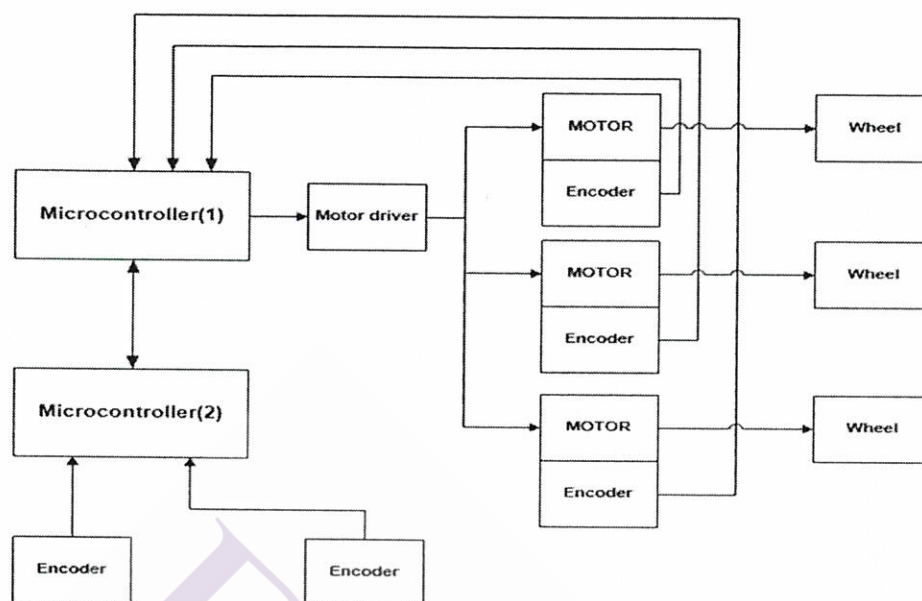 MOTOR
Wheel
Encoder
Microcontroller(1)
Motor driver
MOTOR
Wheel
Encoder
Microcontroller(2)
MOTOR
Wheel
Encoder
Encoder
Encoder